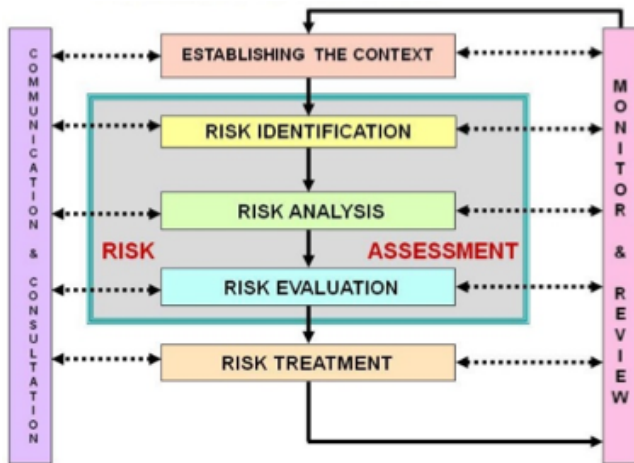 ESTABLISHING THE CONTEXT
RISK IDENTIFICATION
RISK ANALYSIS
RISK ASSESSMENT
RISK EVALUATION
RISK TREATMENT
COMMUNICATION & CONSULTATION
MONITOR & REVIEW